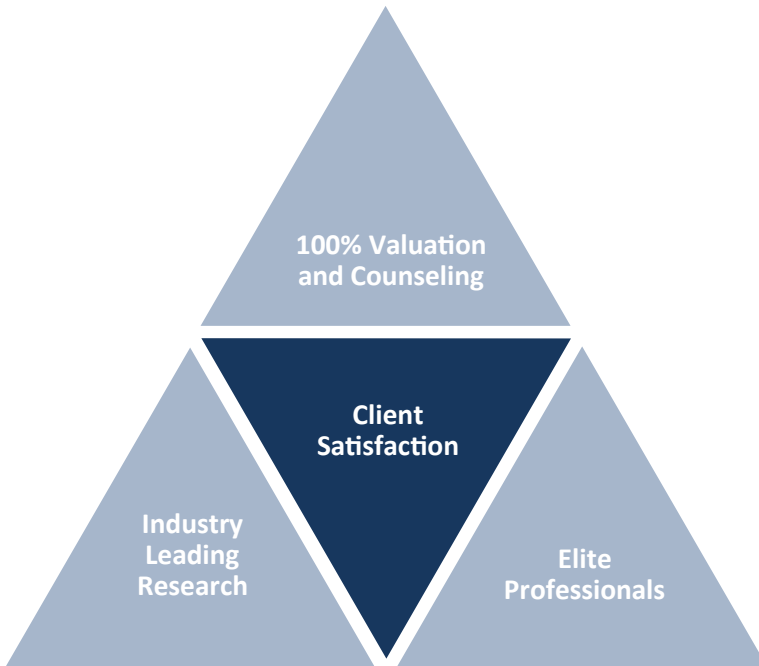 100% Valuation
and Counseling
Client
Satisfaction
Industry
Leading
Research
Elite
Professionals